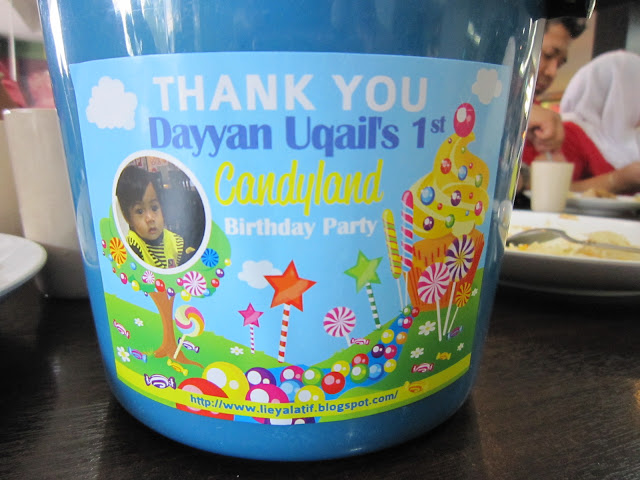 THANK YOU
Dayyan Uqail's 1st
Candyland
Birthday Party
http://www.lieyalatif.blogspot.com/